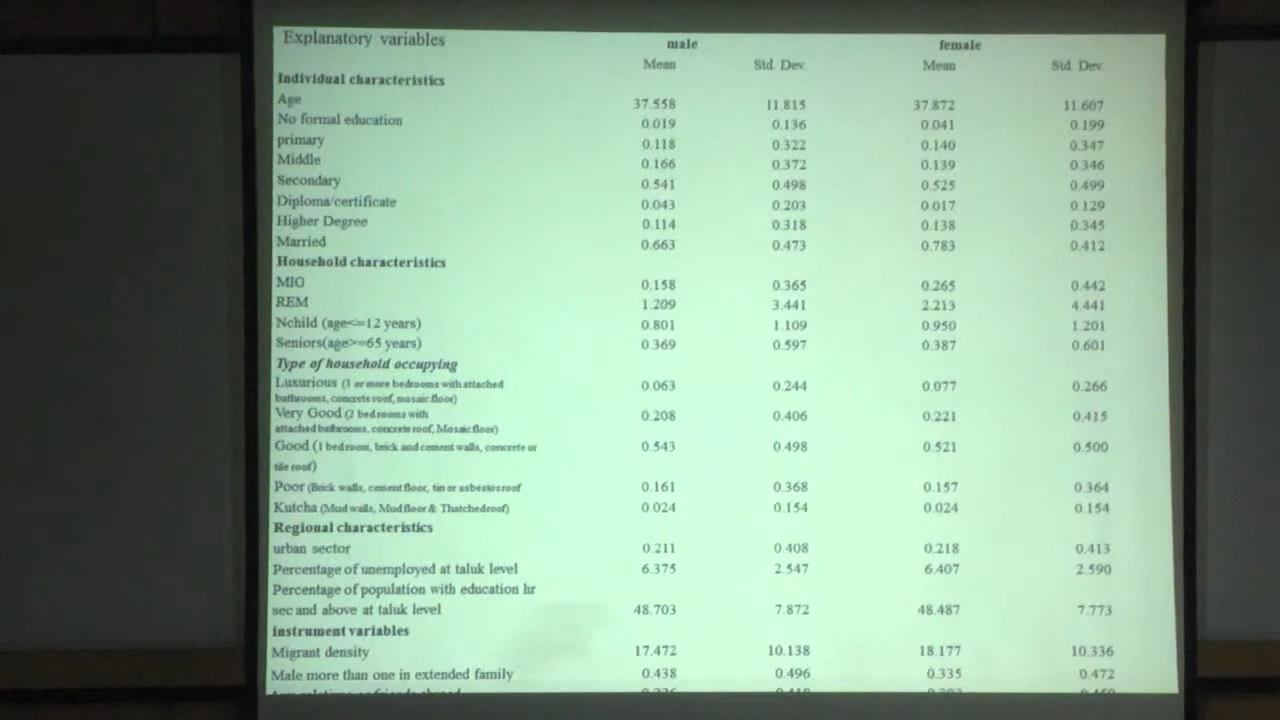 Explanatory variables male female
Mean Std. Dev. Mean Std. Dev.
Individual characteristics
Age 37.558 11.815 37.872 11.607
No formal education 0.019 0.136 0.041 0.199
primary 0.118 0.322 0.140 0.347
Middle 0.166 0.372 0.139 0.346
Secondary 0.541 0.498 0.525 0.499
Diploma/certificate 0.043 0.203 0.017 0.129
Higher Degree 0.114 0.318 0.138 0.345
Married 0.663 0.473 0.783 0.412
Household characteristics
MIG 0.158 0.365 0.265 0.442
REM 1.209 3.441 2.213 4.441
Nchild (age<=12 years) 0.801 1.109 0.950 1.201
Seniors(age>=65 years) 0.369 0.597 0.387 0.601
Type of household occupying
Luxurious (3 or more bedrooms with attached 0.063 0.244 0.077 0.266
bathrooms, concrete roof, mosaic floor)
Very Good (2 bed rooms with 0.208 0.406 0.221 0.415
attached bathrooms, concrete roof, Mosaic floor)
Good (1 bed room, brick and cement walls, concrete or 0.543 0.498 0.521 0.500
tile roof)
Poor (Brick walls, cement floor, tin or asbestos roof 0.161 0.368 0.157 0.364
Kutcha (Mud walls, Mud floor & Thatched roof) 0.024 0.154 0.024 0.154
Regional characteristics
urban sector 0.211 0.408 0.218 0.413
Percentage of unemployed at taluk level 6.375 2.547 6.407 2.590
Percentage of population with education hr
sec and above at taluk level 48.703 7.872 48.487 7.773
Instrument variables
Migrant density 17.472 10.138 18.177 10.336
Male more than one in extended family 0.438 0.496 0.335 0.472